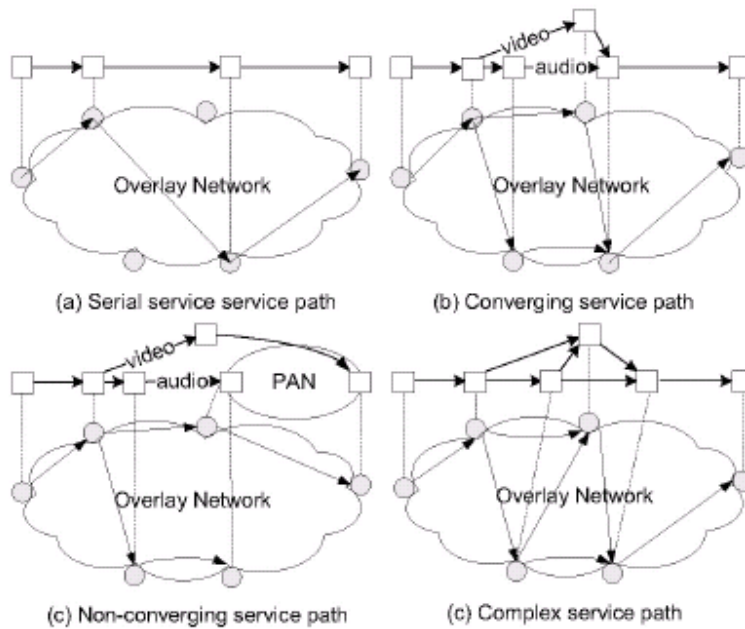 video
audio
Overlay Network
Overlay Network
(a) Serial service service path
(b) Converging service path
video
audio
PAN
Overlay Network
Overlay Network
(c) Non-converging service path
(c) Complex service path